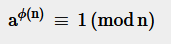 a^ϕ(n) ≡ 1 (mod n)